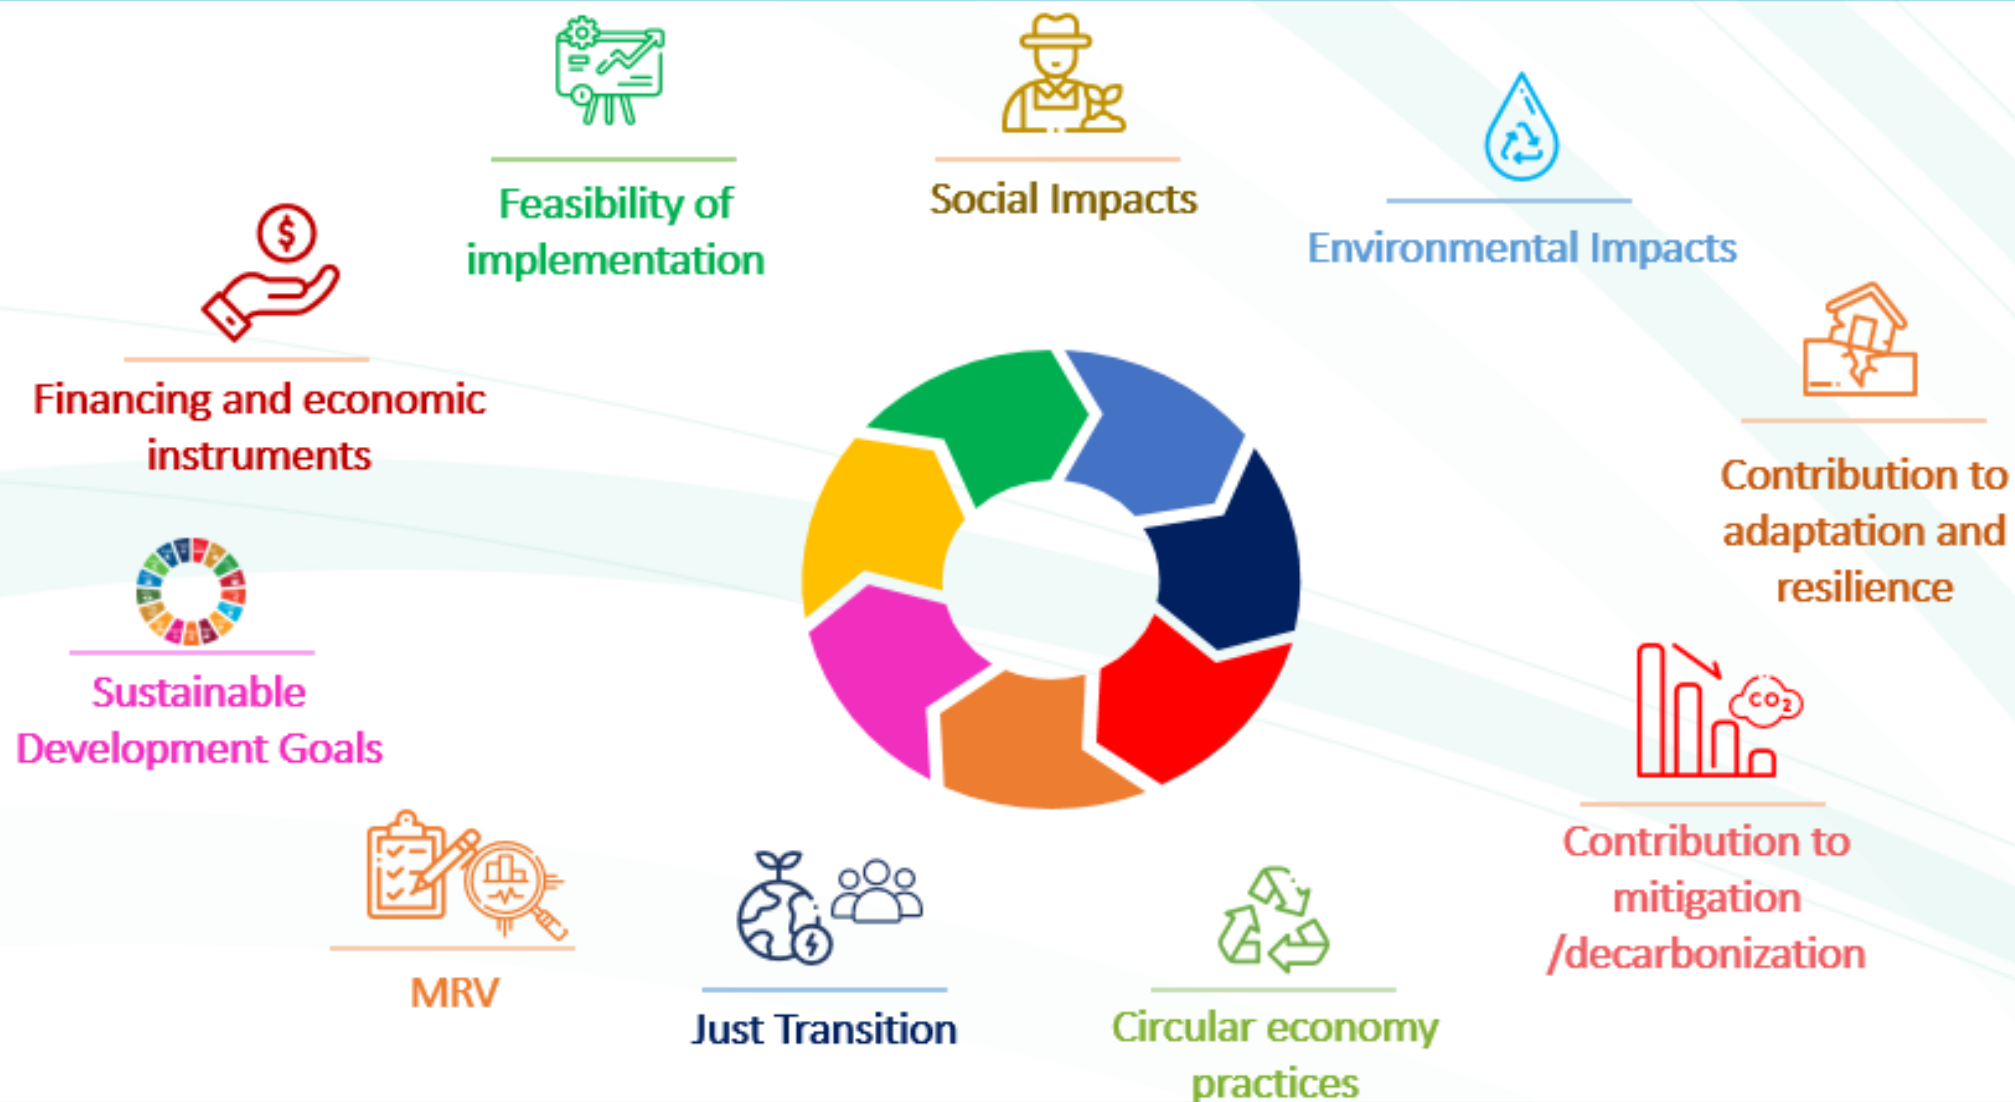 Feasibility of
implementation
Social Impacts
Environmental Impacts
$
Financing and economic
instruments
Contribution to
adaptation and
resilience
Sustainable
Development Goals
CO2
Contribution to
mitigation
/decarbonization
MRV
Just Transition
Circular economy
practices